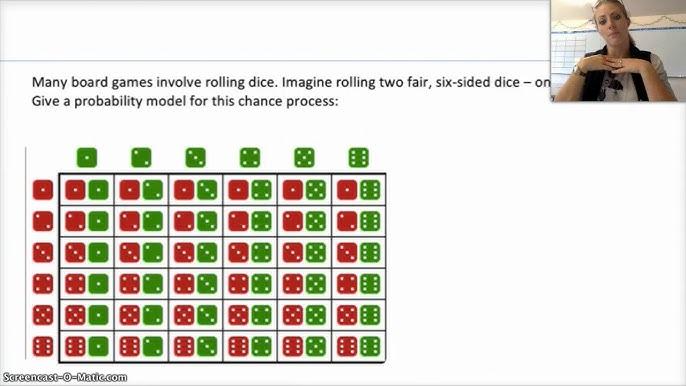 Many board games involve rolling dice. Imagine rolling two fair, six-sided dice – on
Give a probability model for this chance process:
Screencast-O-Matic.com